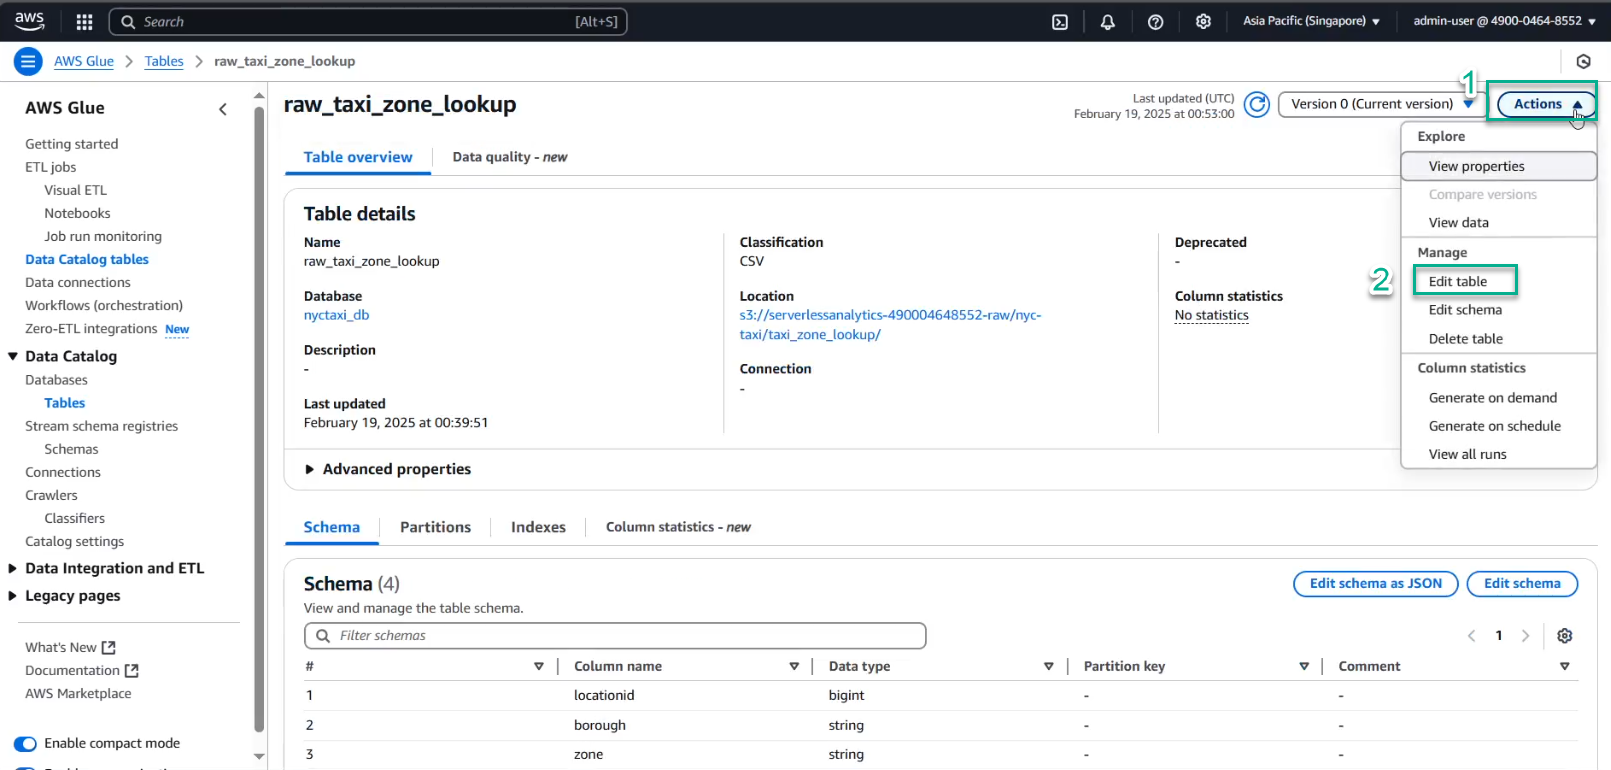 aws
Search
[Alt+S]
Asia Pacific (Singapore)
admin-user @ 4900-0464-8552
AWS Glue
Tables
raw_taxi_zone_lookup
AWS Glue
Getting started
ETL jobs
Visual ETL
Notebooks
Job run monitoring
Data Catalog tables
Data connections
Workflows (orchestration)
Zero-ETL integrations New
Data Catalog
Databases
Tables
Stream schema registries
Schemas
Connections
Crawlers
Classifiers
Catalog settings
Data Integration and ETL
Legacy pages
What's New
Documentation
AWS Marketplace
Enable compact mode
raw_taxi_zone_lookup
Last updated (UTC)
February 19, 2025 at 00:53:00
Version 0 (Current version)
1
Actions
Explore
View properties
Compare versions
View data
Manage
2
Edit table
Edit schema
Delete table
Column statistics
Generate on demand
Generate on schedule
View all runs
Table overview
Data quality - new
Table details
Name
raw_taxi_zone_lookup
Database
nyctaxi_db
Description
-
Last updated
February 19, 2025 at 00:39:51
Classification
CSV
Location
s3://serverlessanalytics-490004648552-raw/nyc-
taxi/taxi_zone_lookup/
Connection
-
Deprecated
-
Column statistics
No statistics
Advanced properties
Schema
Partitions
Indexes
Column statistics - new
Schema (4)
View and manage the table schema.
Edit schema as JSON
Edit schema
Filter schemas
1
# Column name Data type Partition key Comment
1 locationid bigint - -
2 borough string - -
3 zone string - -